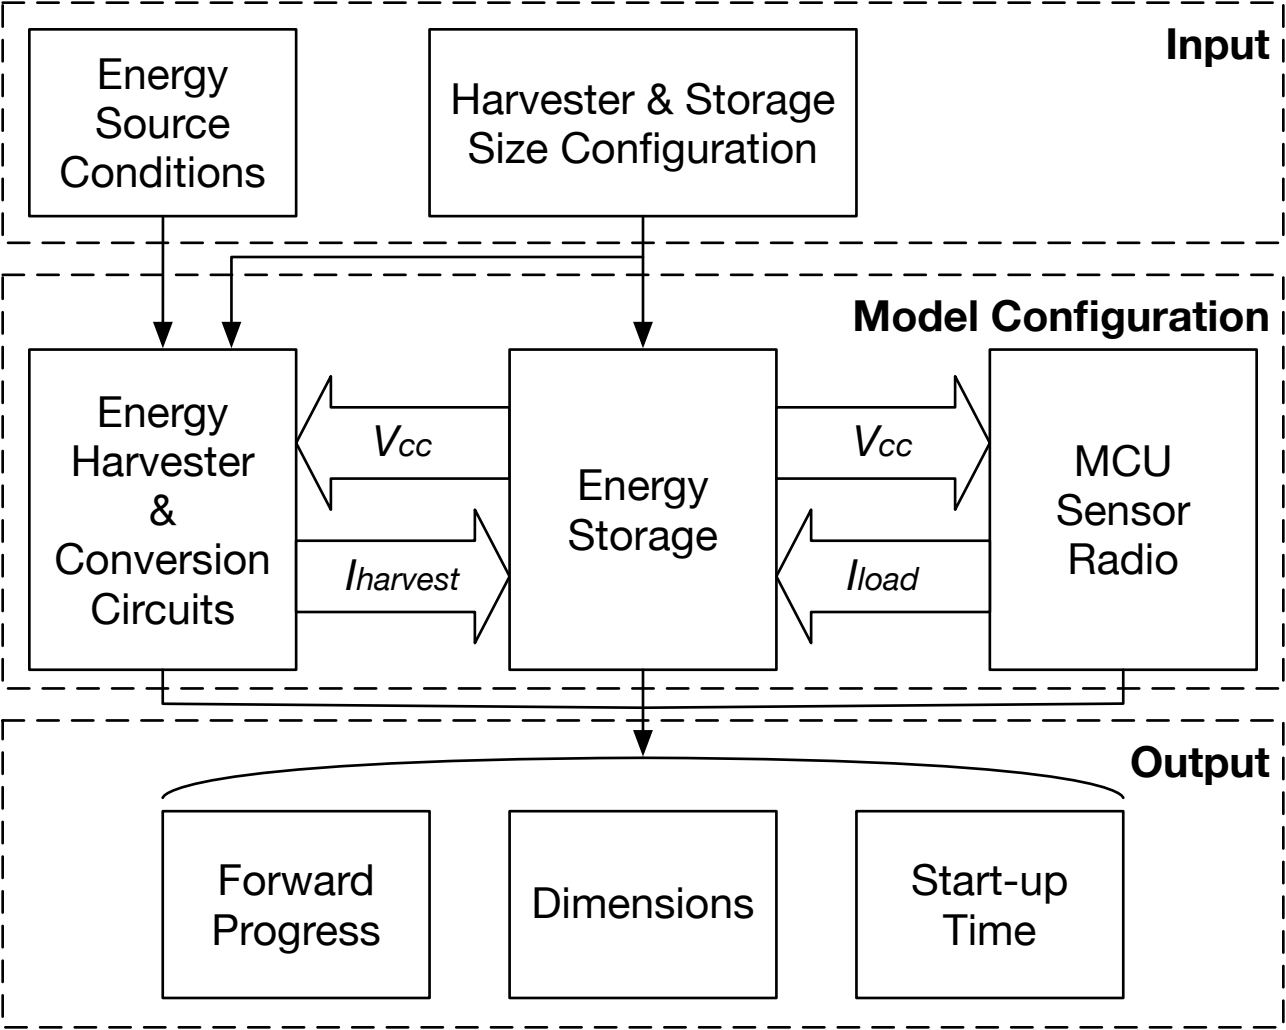 Input
Energy
Source
Conditions
Harvester & Storage
Size Configuration
Model Configuration
Energy
Harvester
&
Conversion
Circuits
Vcc
Iharvest
Energy
Storage
Vcc
Iload
MCU
Sensor
Radio
Output
Forward
Progress
Dimensions
Start-up
Time